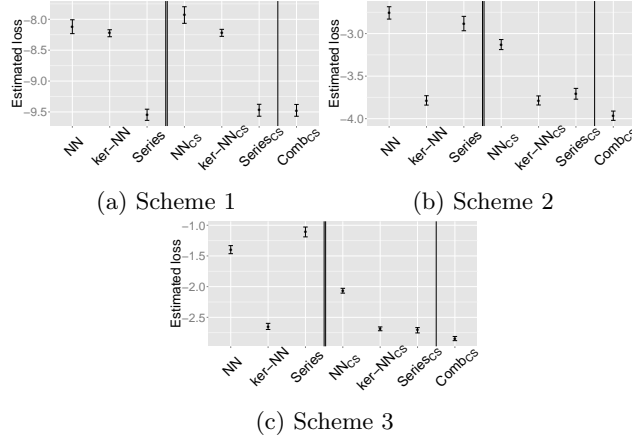 Estimated loss
-8.0
-8.5
-9.0
-9.5
NN
ker-NN
Series
NNCS
ker-NNCS
SeriesCS
CombCS
(a) Scheme 1
Estimated loss
-3.0
-3.5
-4.0
NN
ker-NN
Series
NNCS
ker-NNCS
SeriesCS
CombCS
(b) Scheme 2
Estimated loss
-1.0
-1.5
-2.0
-2.5
NN
ker-NN
Series
NNCS
ker-NNCS
SeriesCS
CombCS
(c) Scheme 3